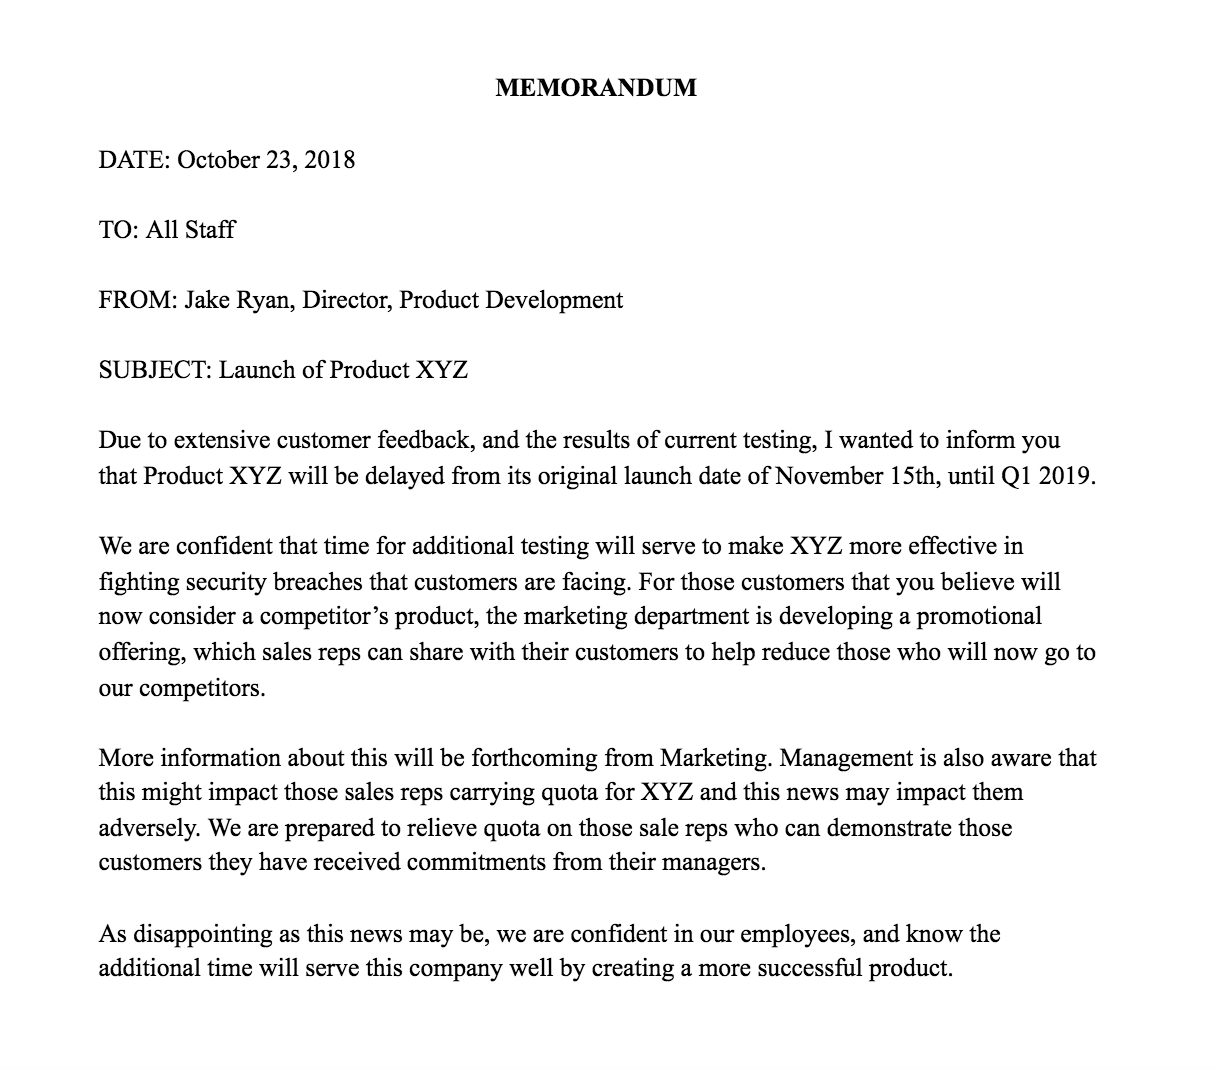 MEMORANDUM
DATE: October 23, 2018
TO: All Staff
FROM: Jake Ryan, Director, Product Development
SUBJECT: Launch of Product XYZ
Due to extensive customer feedback, and the results of current testing, I wanted to inform you
that Product XYZ will be delayed from its original launch date of November 15th, until Q1 2019.
We are confident that time for additional testing will serve to make XYZ more effective in
fighting security breaches that customers are facing. For those customers that you believe will
now consider a competitor’s product, the marketing department is developing a promotional
offering, which sales reps can share with their customers to help reduce those who will now go to
our competitors.
More information about this will be forthcoming from Marketing. Management is also aware that
this might impact those sales reps carrying quota for XYZ and this news may impact them
adversely. We are prepared to relieve quota on those sale reps who can demonstrate those
customers they have received commitments from their managers.
As disappointing as this news may be, we are confident in our employees, and know the
additional time will serve this company well by creating a more successful product.